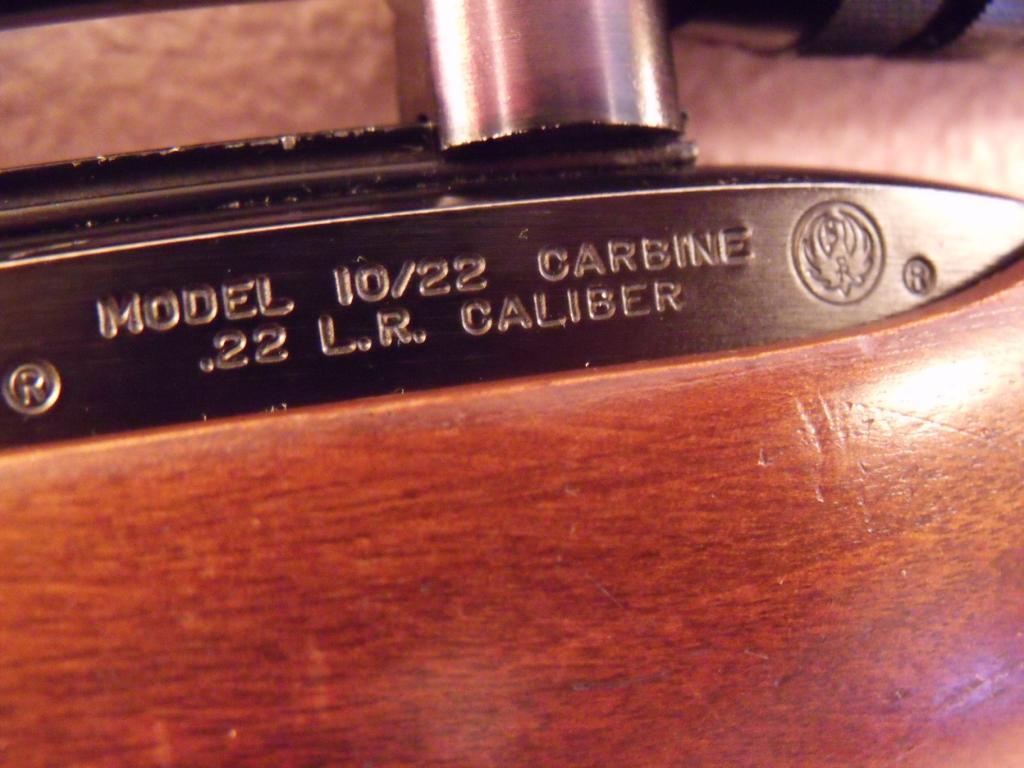 MODEL 10/22 CARBINE
.22 L.R. CALIBER
®
®